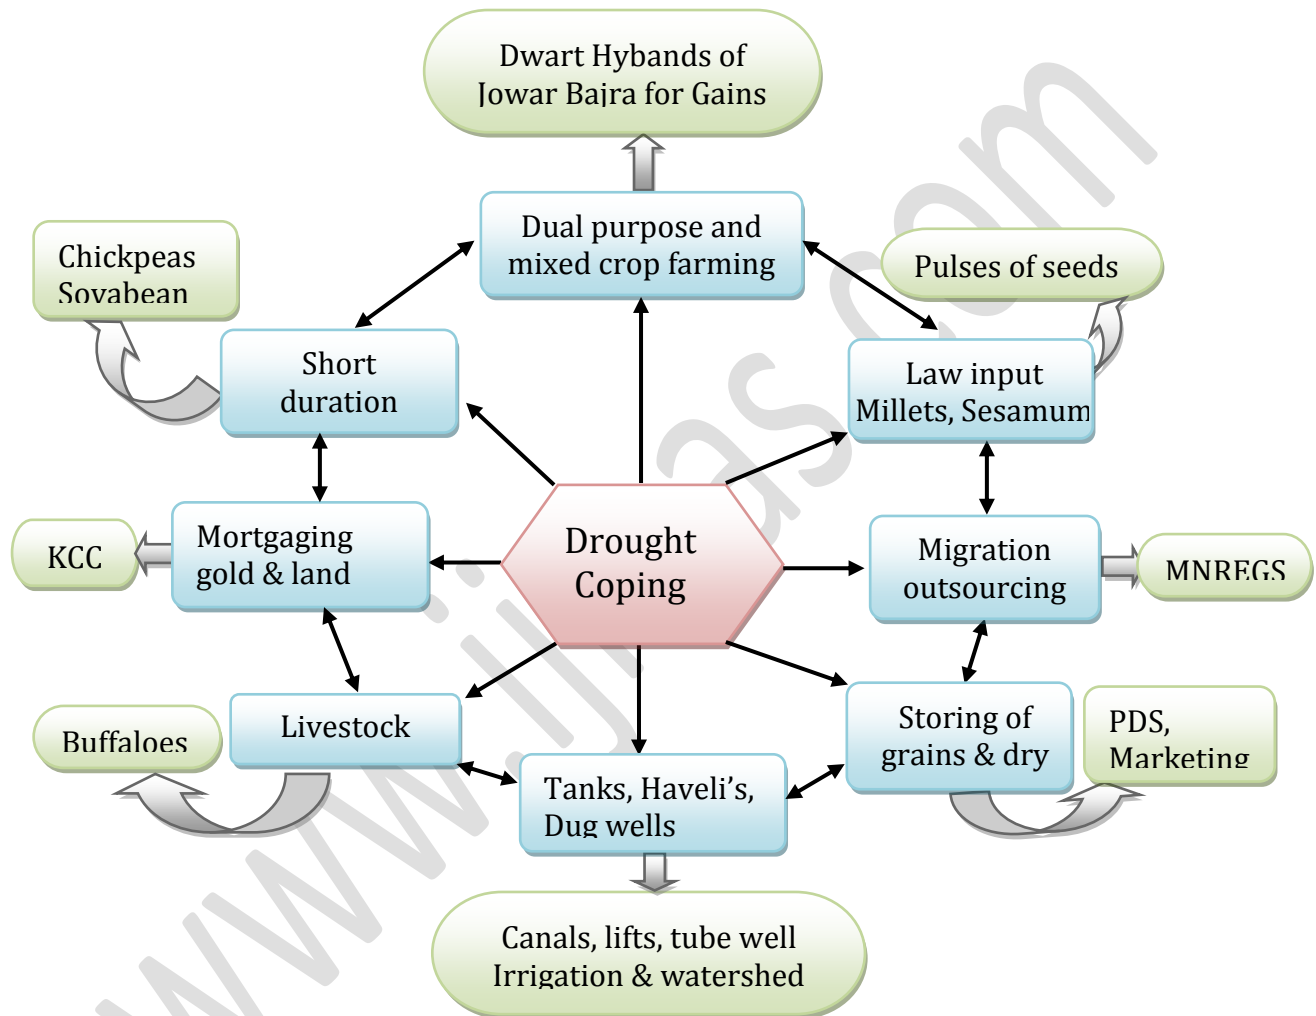 Dwart Hybands of
Jowar Bajra for Gains
Dual purpose and
mixed crop farming
Chickpeas
Soyabean
Pulses of seeds
Short
duration
Law input
Millets, Sesamum
Drought
Coping
Mortgaging
gold & land
KCC
Migration
outsourcing
MNREGS
Livestock
Buffaloes
Storing of
grains & dry
PDS,
Marketing
Tanks, Haveli’s,
Dug wells
Canals, lifts, tube well
Irrigation & watershed